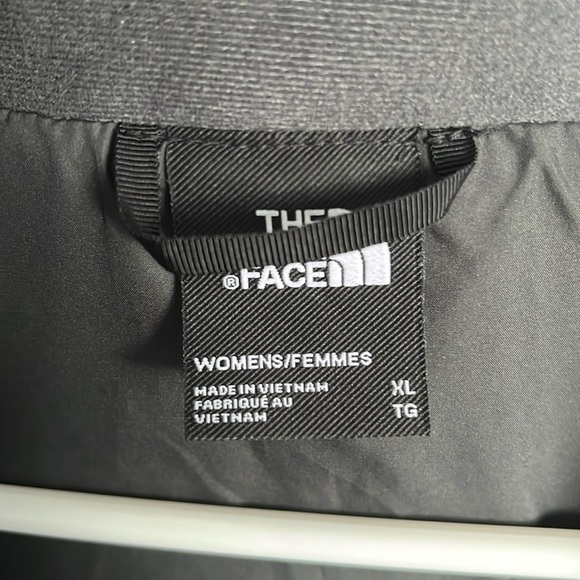 THE
® FACE
WOMENS/FEMMES
MADE IN VIETNAM XL
FABRIQUÉ AU TG
VIETNAM